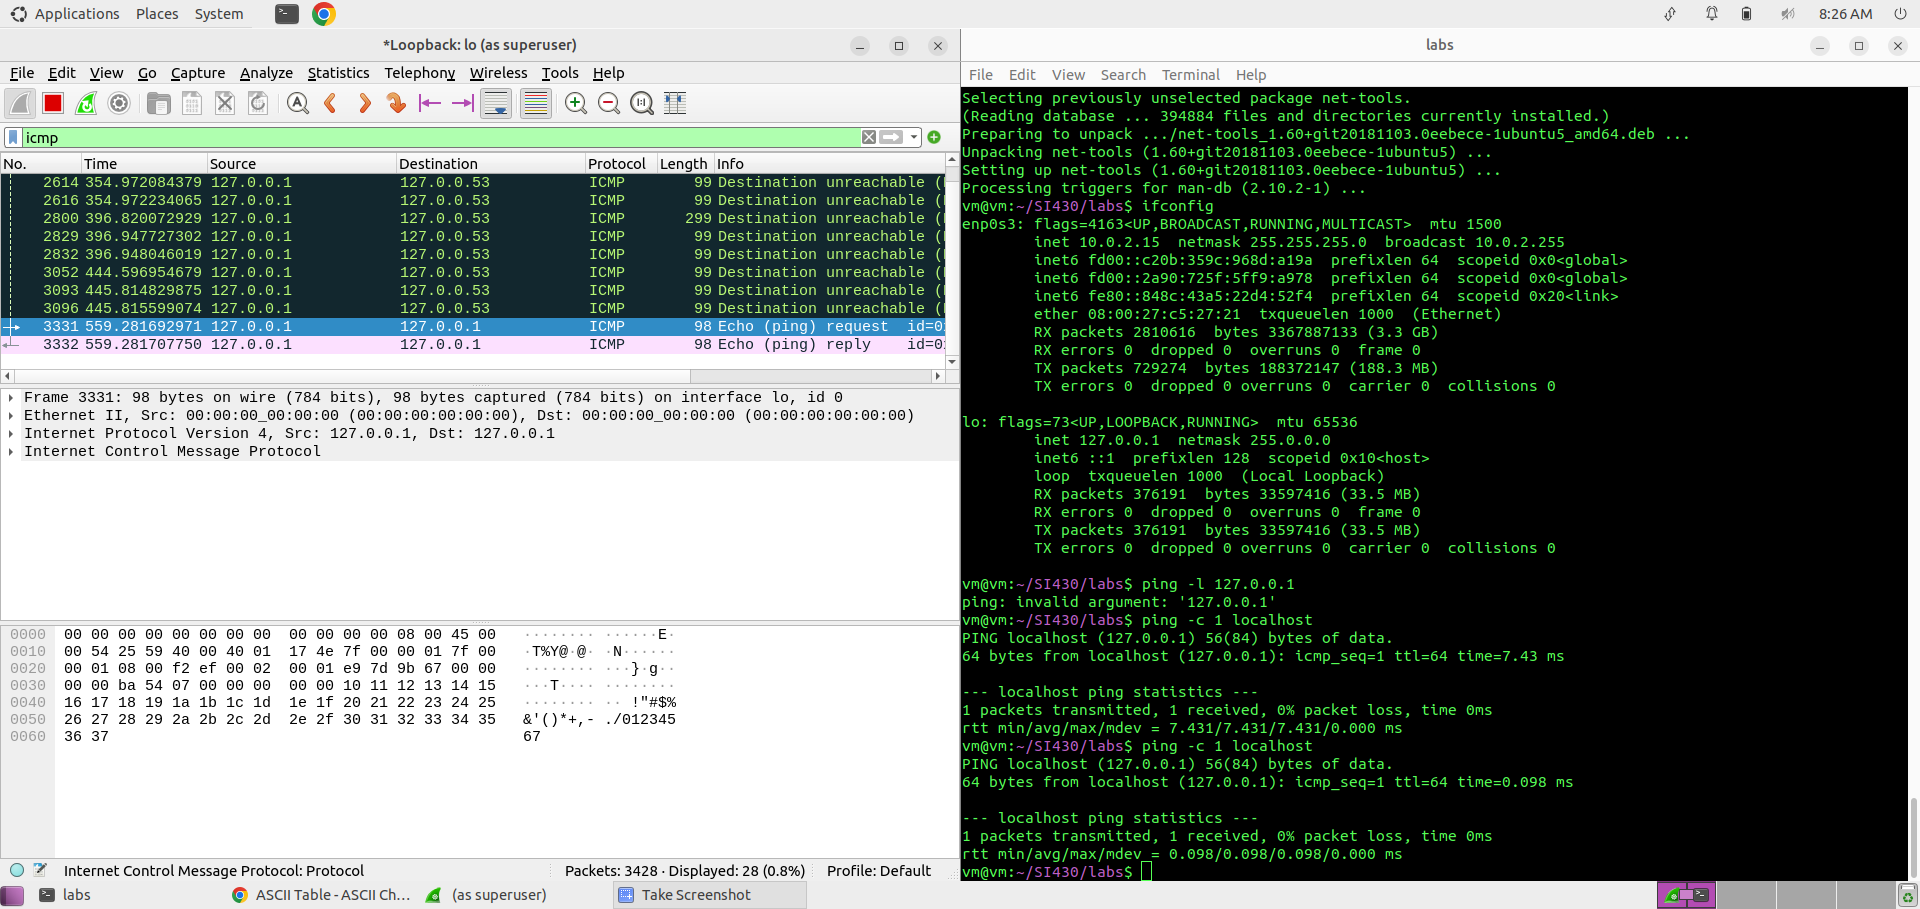 Applications Places System
8:26 AM
*Loopback: lo (as superuser)
File Edit View Go Capture Analyze Statistics Telephony Wireless Tools Help
icmp
No. Time Source Destination Protocol Length Info
2614 354.972084379 127.0.0.1 127.0.0.53 ICMP 99 Destination unreachable (
2616 354.972234065 127.0.0.1 127.0.0.53 ICMP 99 Destination unreachable (
2800 396.820072929 127.0.0.1 127.0.0.53 ICMP 299 Destination unreachable (
2829 396.947727302 127.0.0.1 127.0.0.53 ICMP 99 Destination unreachable (
2832 396.948046019 127.0.0.1 127.0.0.53 ICMP 99 Destination unreachable (
3052 444.596954679 127.0.0.1 127.0.0.53 ICMP 99 Destination unreachable (
3093 445.814829875 127.0.0.1 127.0.0.53 ICMP 99 Destination unreachable (
3096 445.815599074 127.0.0.1 127.0.0.53 ICMP 99 Destination unreachable (
3331 559.281692971 127.0.0.1 127.0.0.1 ICMP 98 Echo (ping) request id=0
3332 559.281707750 127.0.0.1 127.0.0.1 ICMP 98 Echo (ping) reply id=0
Frame 3331: 98 bytes on wire (784 bits), 98 bytes captured (784 bits) on interface lo, id 0
Ethernet II, Src: 00:00:00_00:00:00 (00:00:00:00:00:00), Dst: 00:00:00_00:00:00 (00:00:00:00:00:00)
Internet Protocol Version 4, Src: 127.0.0.1, Dst: 127.0.0.1
Internet Control Message Protocol
0000 00 00 00 00 00 00 00 00 00 00 00 00 08 00 45 00 ········ ······E·
0010 00 54 25 59 40 00 40 01 17 4e 7f 00 00 01 7f 00 ·T%Y@·@· ·N······
0020 00 01 08 00 f2 ef 00 02 00 01 e9 7d 9b 67 00 00 ········ ···}·g··
0030 00 00 ba 54 07 00 00 00 00 00 10 11 12 13 14 15 ···T···· ········
0040 16 17 18 19 1a 1b 1c 1d 1e 1f 20 21 22 23 24 25 ········ ·· !"#$%
0050 26 27 28 29 2a 2b 2c 2d 2e 2f 30 31 32 33 34 35 &'()*+,- ./012345
0060 36 37 67
Internet Control Message Protocol: Protocol Packets: 3428 · Displayed: 28 (0.8%) Profile: Default
labs
File Edit View Search Terminal Help
Selecting previously unselected package net-tools.
(Reading database ... 394884 files and directories currently installed.)
Preparing to unpack .../net-tools_1.60+git20181103.0eebece-1ubuntu5_amd64.deb ...
Unpacking net-tools (1.60+git20181103.0eebece-1ubuntu5) ...
Setting up net-tools (1.60+git20181103.0eebece-1ubuntu5) ...
Processing triggers for man-db (2.10.2-1) ...
vm@vm:~/SI430/labs$ ifconfig
enp0s3: flags=4163<UP,BROADCAST,RUNNING,MULTICAST>  mtu 1500
inet 10.0.2.15  netmask 255.255.255.0  broadcast 10.0.2.255
inet6 fd00::c20b:359c:968d:a19a  prefixlen 64  scopeid 0x0<global>
inet6 fd00::2a90:725f:5ff9:a978  prefixlen 64  scopeid 0x0<global>
inet6 fe80::848c:43a5:22d4:52f4  prefixlen 64  scopeid 0x20<link>
ether 08:00:27:c5:27:21  txqueuelen 1000  (Ethernet)
RX packets 2810616  bytes 3367887133 (3.3 GB)
RX errors 0  dropped 0  overruns 0  frame 0
TX packets 729274  bytes 188372147 (188.3 MB)
TX errors 0  dropped 0 overruns 0  carrier 0  collisions 0
lo: flags=73<UP,LOOPBACK,RUNNING>  mtu 65536
inet 127.0.0.1  netmask 255.0.0.0
inet6 ::1  prefixlen 128  scopeid 0x10<host>
loop  txqueuelen 1000  (Local Loopback)
RX packets 376191  bytes 33597416 (33.5 MB)
RX errors 0  dropped 0  overruns 0  frame 0
TX packets 376191  bytes 33597416 (33.5 MB)
TX errors 0  dropped 0 overruns 0  carrier 0  collisions 0
vm@vm:~/SI430/labs$ ping -l 127.0.0.1
ping: invalid argument: '127.0.0.1'
vm@vm:~/SI430/labs$ ping -c 1 localhost
PING localhost (127.0.0.1) 56(84) bytes of data.
64 bytes from localhost (127.0.0.1): icmp_seq=1 ttl=64 time=7.43 ms
--- localhost ping statistics ---
1 packets transmitted, 1 received, 0% packet loss, time 0ms
rtt min/avg/max/mdev = 7.431/7.431/7.431/0.000 ms
vm@vm:~/SI430/labs$ ping -c 1 localhost
PING localhost (127.0.0.1) 56(84) bytes of data.
64 bytes from localhost (127.0.0.1): icmp_seq=1 ttl=64 time=0.098 ms
--- localhost ping statistics ---
1 packets transmitted, 1 received, 0% packet loss, time 0ms
rtt min/avg/max/mdev = 0.098/0.098/0.098/0.000 ms
vm@vm:~/SI430/labs$
labs ASCII Table - ASCII Ch... (as superuser) Take Screenshot